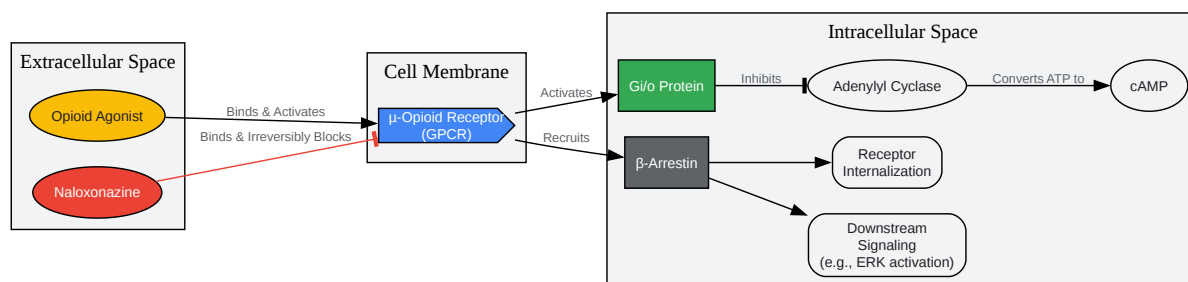 Extracellular Space
Opioid Agonist
Naloxonazine
Binds & Activates
Binds & Irreversibly Blocks
Cell Membrane
µ-Opioid Receptor
(GPCR)
Activates
Recruits
Intracellular Space
Gi/o Protein
Inhibits
Adenylyl Cyclase
Converts ATP to
cAMP
β-Arrestin
Receptor
Internalization
Downstream
Signaling
(e.g., ERK activation)